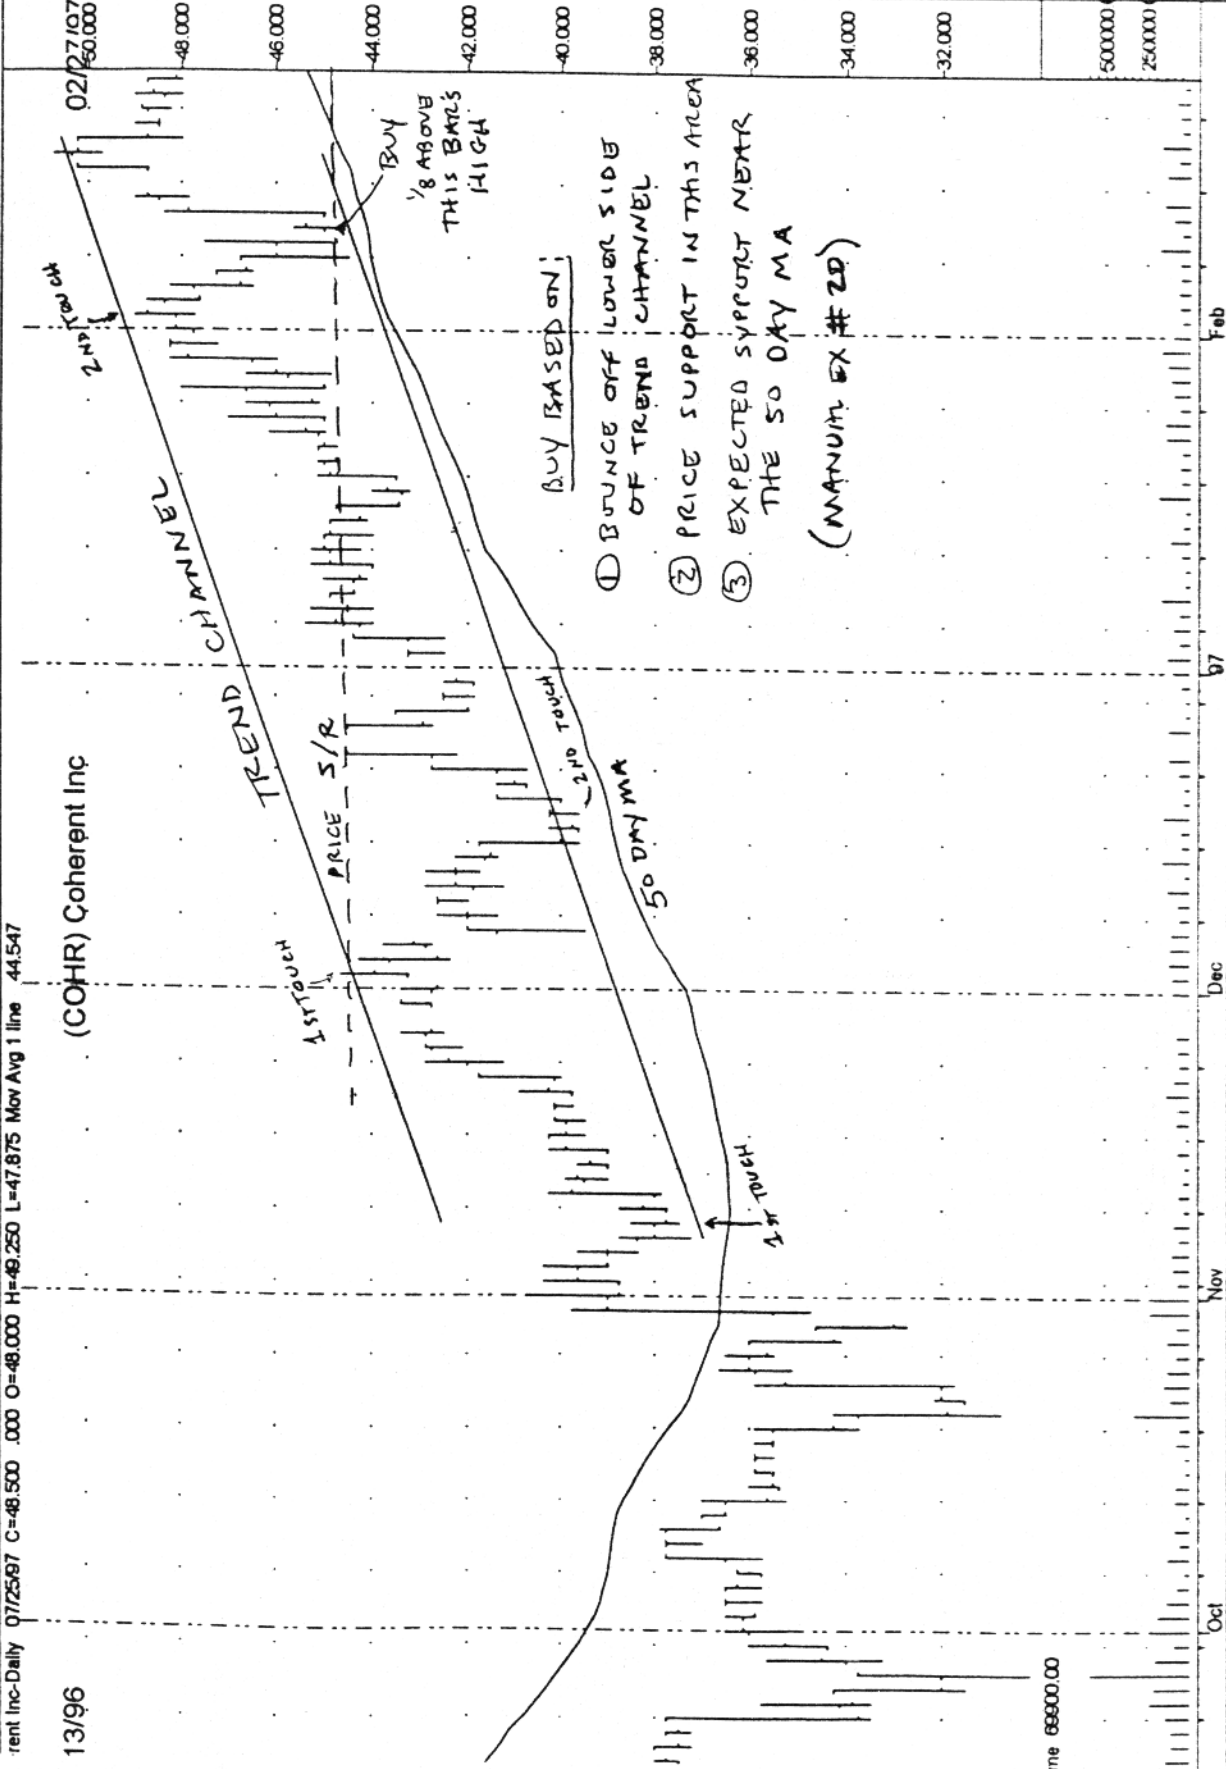 rent Inc-Daily 07/25/97 C=48.500 .000 O=48.000 H=49.250 L=47.875 Mov Avg 1 line 44.547
(COHR) Coherent Inc
13/96
02/27/07
50.000
48.000
46.000
44.000
42.000
40.000
38.000
36.000
34.000
32.000
500000
250000
2ND TOUCH
TREND CHANNEL
1ST TOUCH
PRICE S/R
BUY
1/8 ABOVE
THIS BAR'S
HIGH
2ND TOUCH
50 DAY MA
1ST TOUCH
BUY BASED ON:
① BOUNCE OFF LOWER SIDE
OF TREND CHANNEL
② PRICE SUPPORT IN THIS AREA
③ EXPECTED SUPPORT NEAR
THE 50 DAY MA
(MANUAL EX # 20)
me 69900.00
Oct
Nov
Dec
97
Feb